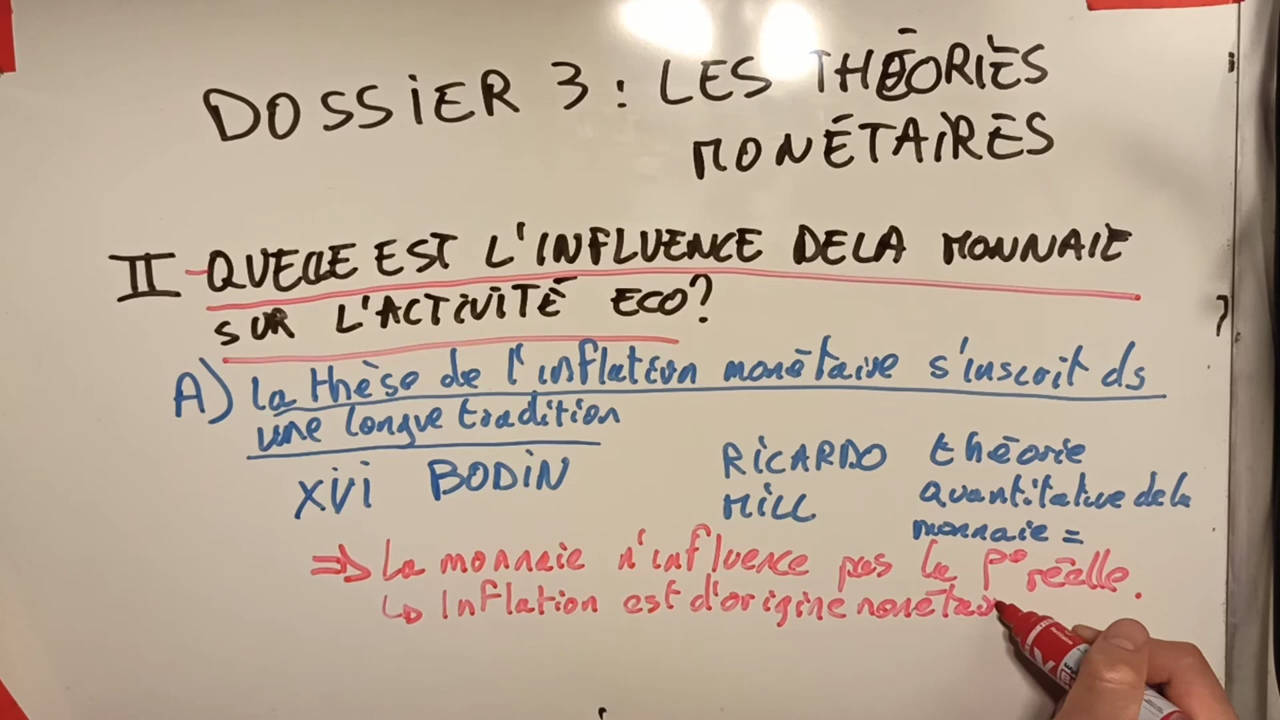 DOSSIER 3 : LES THÉORIES
MONÉTAIRES
II - QUELLE EST L'INFLUENCE DE LA MONNAIE
SUR L'ACTIVITÉ ECO ?
A) la thèse de l'inflation monétaire s'inscrit ds
une longue tradition
XVI BODIN
RICARDO
MILL
théorie
quantitative de la
monnaie =
=> La monnaie n'influence pas la P° réelle.
↳ Inflation est d'origine monétai